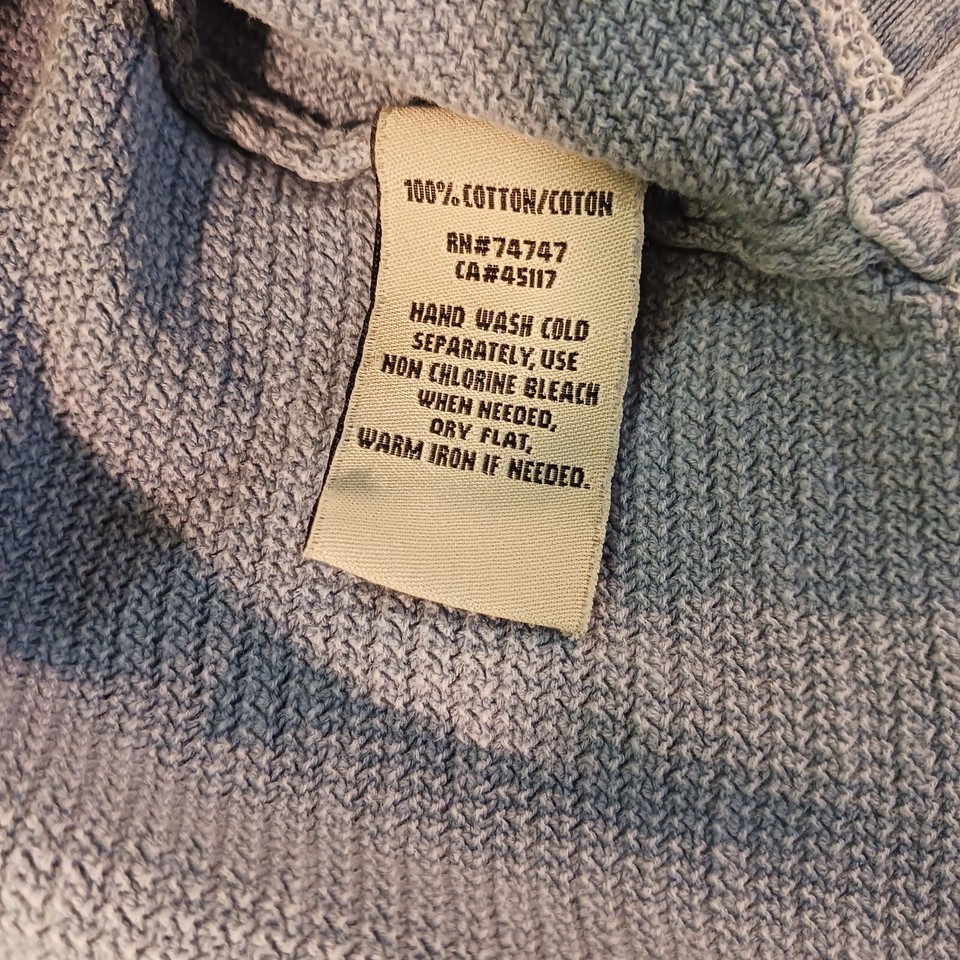 100% COTTON/COTON
RN#74747
CA#45117
HAND WASH COLD
SEPARATELY, USE
NON CHLORINE BLEACH
WHEN NEEDED,
DRY FLAT,
WARM IRON IF NEEDED.